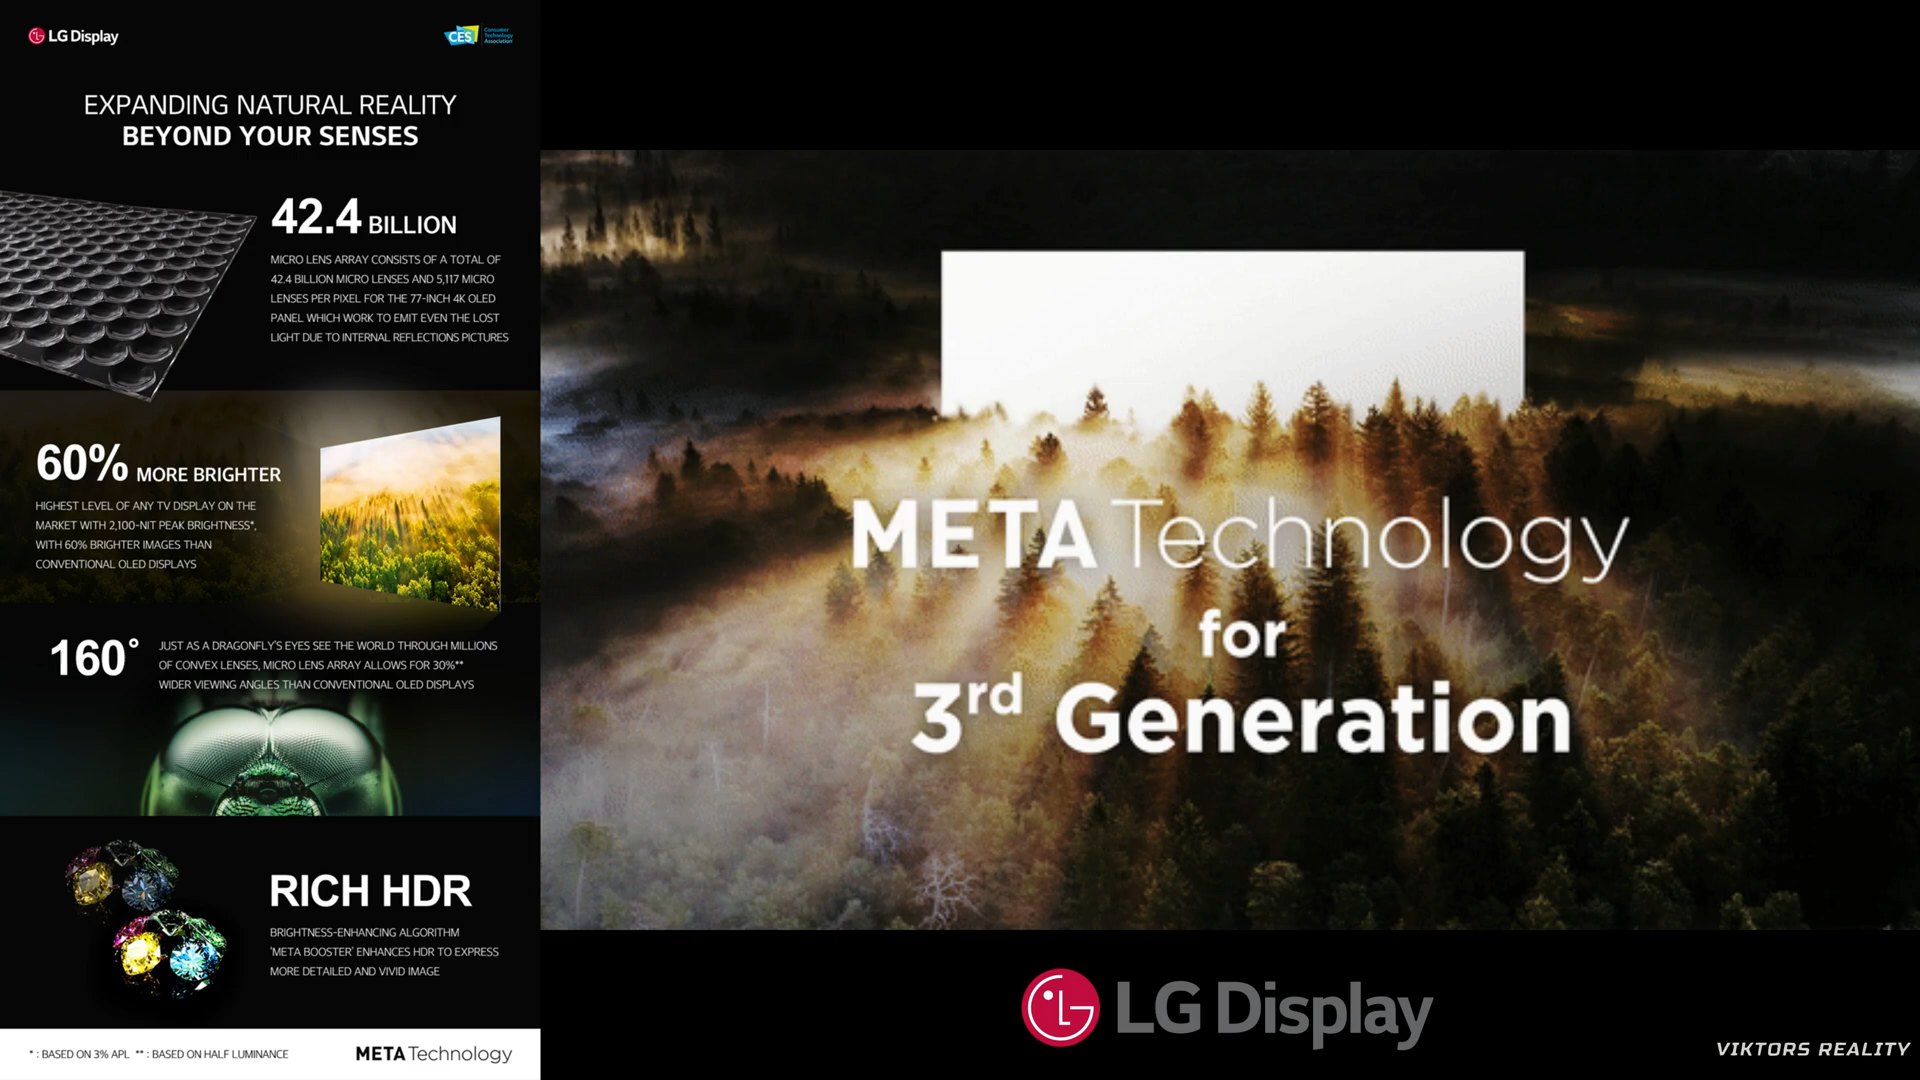 LG Display
CES Consumer
Technology
Association
EXPANDING NATURAL REALITY
BEYOND YOUR SENSES
42.4 BILLION
MICRO LENS ARRAY CONSISTS OF A TOTAL OF
42.4 BILLION MICRO LENSES AND 5,117 MICRO
LENSES PER PIXEL FOR THE 77-INCH 4K OLED
PANEL WHICH WORK TO EMIT EVEN THE LOST
LIGHT DUE TO INTERNAL REFLECTIONS PICTURES
60% MORE BRIGHTER
HIGHEST LEVEL OF ANY TV DISPLAY ON THE
MARKET WITH 2,100-NIT PEAK BRIGHTNESS*,
WITH 60% BRIGHTER IMAGES THAN
CONVENTIONAL OLED DISPLAYS
160°
JUST AS A DRAGONFLY'S EYES SEE THE WORLD THROUGH MILLIONS
OF CONVEX LENSES, MICRO LENS ARRAY ALLOWS FOR 30%**
WIDER VIEWING ANGLES THAN CONVENTIONAL OLED DISPLAYS
RICH HDR
BRIGHTNESS-ENHANCING ALGORITHM
'META BOOSTER' ENHANCES HDR TO EXPRESS
MORE DETAILED AND VIVID IMAGE
* : BASED ON 3% APL ** : BASED ON HALF LUMINANCE
META Technology
META Technology
for
3rd Generation
LG Display
VIKTORS REALITY